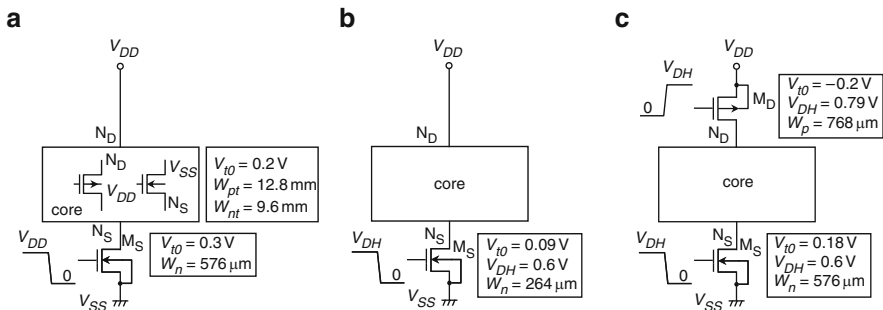 a
V_DD
N_D
N_D
V_DD
V_SS
N_S
core
V_t0 = 0.2 V
W_pt = 12.8 mm
W_nt = 9.6 mm
N_S
M_S
V_DD
0
V_SS
V_t0 = 0.3 V
W_n = 576 μm
b
V_DD
N_D
core
N_S
M_S
V_DH
0
V_SS
V_t0 = 0.09 V
V_DH = 0.6 V
W_n = 264 μm
c
V_DD
V_DH
0
M_D
N_D
V_t0 = −0.2 V
V_DH = 0.79 V
W_p = 768 μm
core
N_S
M_S
V_DH
0
V_SS
V_t0 = 0.18 V
V_DH = 0.6 V
W_n = 576 μm